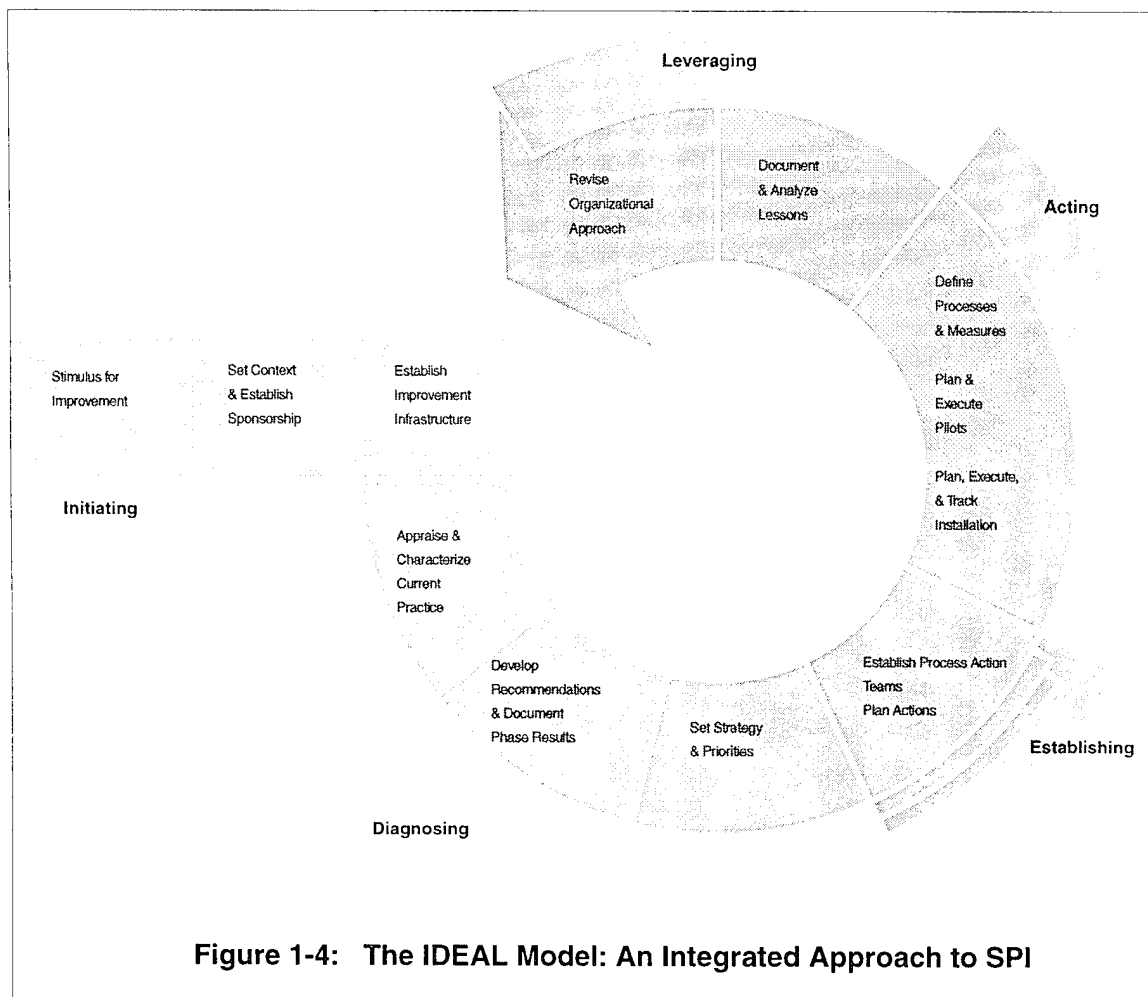 Leveraging
Revise
Organizational
Approach
Document
& Analyze
Lessons
Acting
Define
Processes
& Measures
Plan &
Execute
Pilots
Plan, Execute,
& Track
Installation
Stimulus for
Improvement
Set Context
& Establish
Sponsorship
Establish
Improvement
Infrastructure
Initiating
Appraise &
Characterize
Current
Practice
Develop
Recommendations
& Document
Phase Results
Set Strategy
& Priorities
Establish Process Action
Teams
Plan Actions
Establishing
Diagnosing
Figure 1-4: The IDEAL Model: An Integrated Approach to SPI